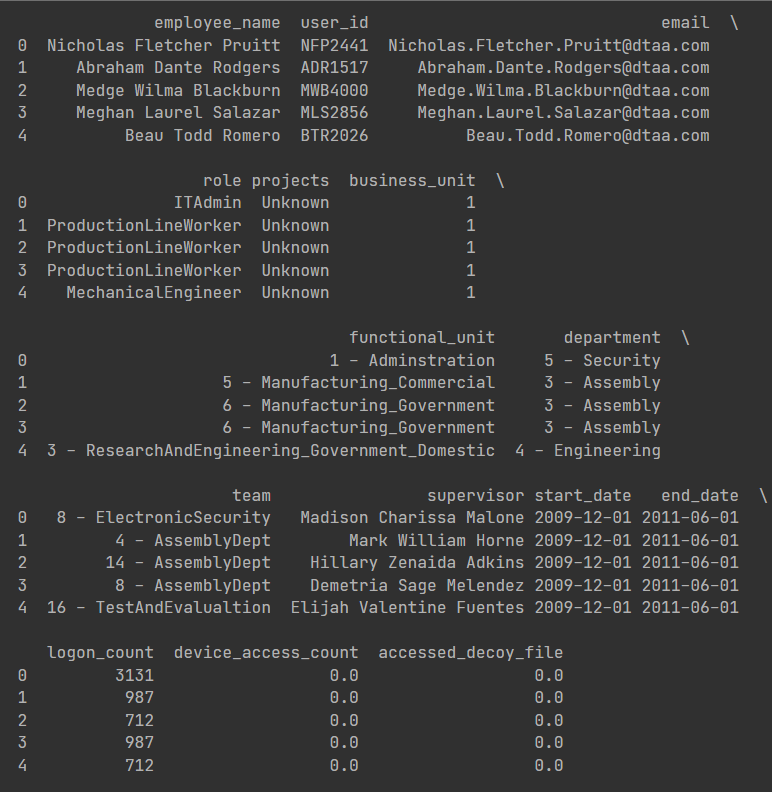 employee_name user_id email \
0 Nicholas Fletcher Pruitt NFP2441 Nicholas.Fletcher.Pruitt@dtaa.com
1 Abraham Dante Rodgers ADR1517 Abraham.Dante.Rodgers@dtaa.com
2 Medge Wilma Blackburn MWB4000 Medge.Wilma.Blackburn@dtaa.com
3 Meghan Laurel Salazar MLS2856 Meghan.Laurel.Salazar@dtaa.com
4 Beau Todd Romero BTR2026 Beau.Todd.Romero@dtaa.com
role projects business_unit \
0 ITAdmin Unknown 1
1 ProductionLineWorker Unknown 1
2 ProductionLineWorker Unknown 1
3 ProductionLineWorker Unknown 1
4 MechanicalEngineer Unknown 1
functional_unit department \
0 1 - Adminstration 5 - Security
1 5 - Manufacturing_Commercial 3 - Assembly
2 6 - Manufacturing_Government 3 - Assembly
3 6 - Manufacturing_Government 3 - Assembly
4 3 - ResearchAndEngineering_Government_Domestic 4 - Engineering
team supervisor start_date end_date \
0 8 - ElectronicSecurity Madison Charissa Malone 2009-12-01 2011-06-01
1 4 - AssemblyDept Mark William Horne 2009-12-01 2011-06-01
2 14 - AssemblyDept Hillary Zenaida Adkins 2009-12-01 2011-06-01
3 8 - AssemblyDept Demetria Sage Melendez 2009-12-01 2011-06-01
4 16 - TestAndEvalualtion Elijah Valentine Fuentes 2009-12-01 2011-06-01
logon_count device_access_count accessed_decoy_file
0 3131 0.0 0.0
1 987 0.0 0.0
2 712 0.0 0.0
3 987 0.0 0.0
4 712 0.0 0.0